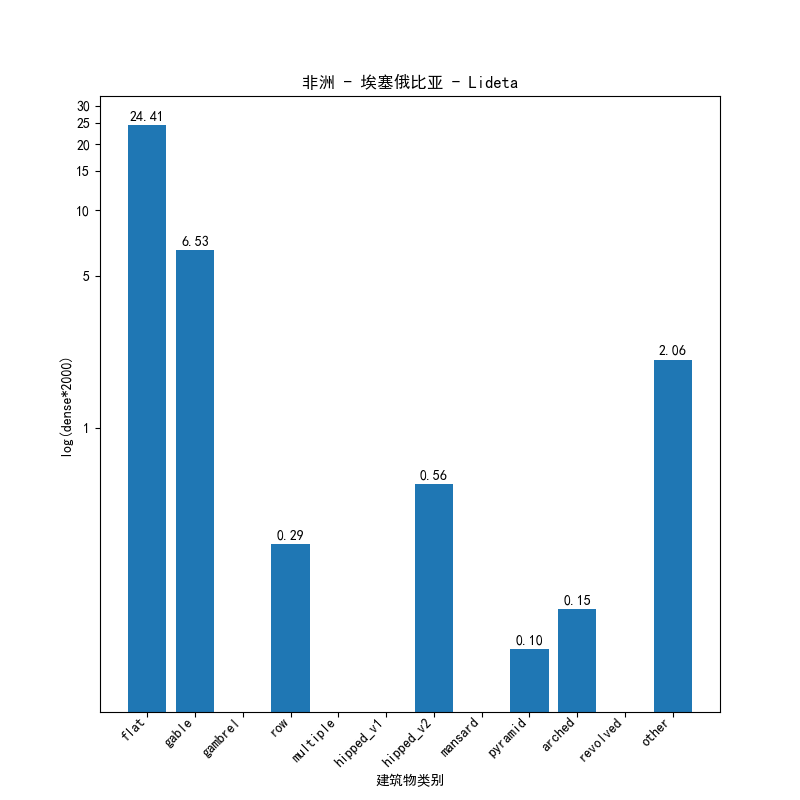 非洲 - 埃塞俄比亚 - Lideta
log(dense*2000)
30
25
20
15
10
5
1
24.41
6.53
0.29
0.56
0.10
0.15
2.06
flat
gable
gambrel
row
multiple
hipped_v1
hipped_v2
mansard
pyramid
arched
revolved
other
建筑物类别